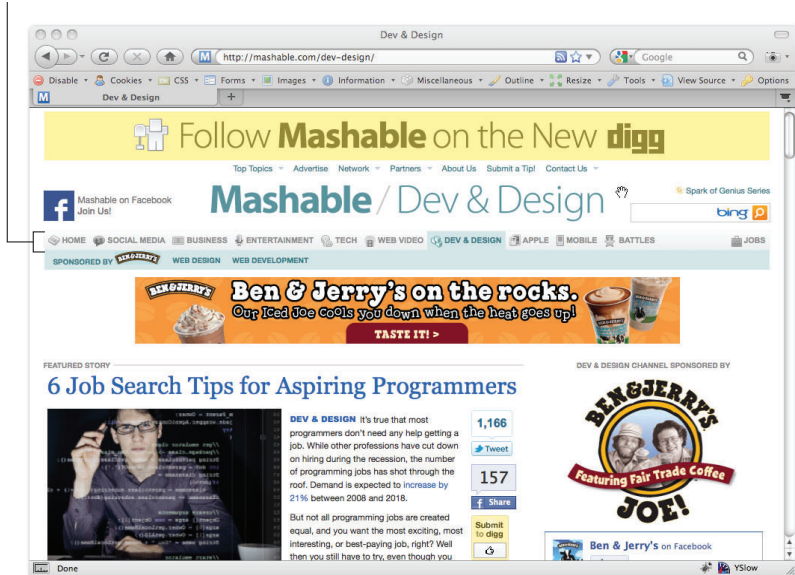 Dev & Design
http://mashable.com/dev-design/
Google
Disable Cookies CSS Forms Images Information Miscellaneous Outline Resize Tools View Source Options
Dev & Design
Follow Mashable on the New digg
Top Topics Advertise Network Partners About Us Submit a Tip! Contact Us
Mashable on Facebook
Join Us!
Mashable / Dev & Design
Spark of Genius Series
bing
HOME SOCIAL MEDIA BUSINESS ENTERTAINMENT TECH WEB VIDEO DEV & DESIGN APPLE MOBILE BATTLES JOBS
SPONSORED BY BEN&JERRY'S WEB DESIGN WEB DEVELOPMENT
BEN&JERRY'S
Ben & Jerry's on the rocks.
Our Iced Joe cools you down when the heat goes up!
TASTE IT! >
FEATURED STORY
6 Job Search Tips for Aspiring Programmers
DEV & DESIGN It's true that most
programmers don't need any help getting a
job. While other professions have cut down
on hiring during the recession, the number
of programming jobs has shot through the
roof. Demand is expected to increase by
21% between 2008 and 2018.
But not all programming jobs are created
equal, and you want the most exciting, most
interesting, or best-paying job, right? Well
then you still have to try, even though you
1,166
Tweet
157
Share
Submit
to digg
DEV & DESIGN CHANNEL SPONSORED BY
BEN&JERRY'S
Featuring Fair Trade Coffee
JOE!
Ben & Jerry's on Facebook
Done
YSlow